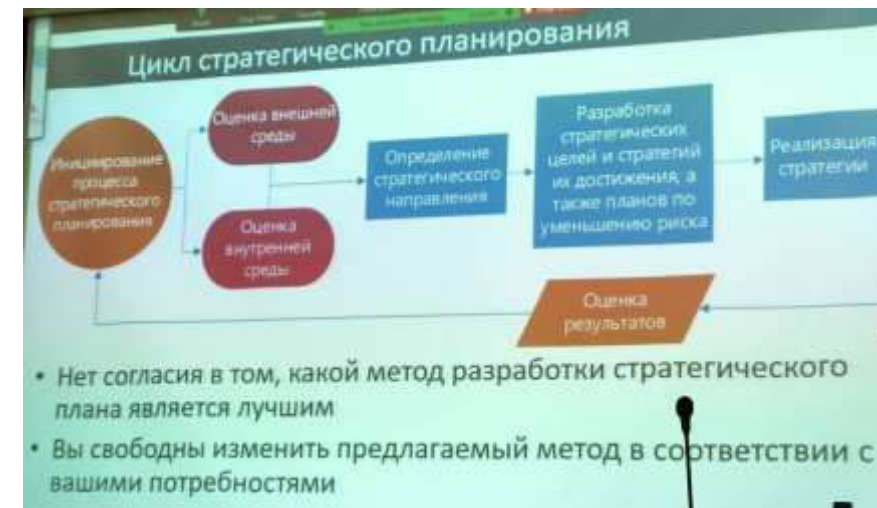 Цикл стратегического планирования
Инициирование
процесса
стратегического
планирования
Оценка внешней
среды
Оценка
внутренней
среды
Определение
стратегического
направления
Разработка
стратегических
целей и стратегий
их достижения, а
также планов по
уменьшению риска
Реализация
стратегии
Оценка
результатов
• Нет согласия в том, какой метод разработки стратегического
плана является лучшим
• Вы свободны изменить предлагаемый метод в соответствии с
вашими потребностями